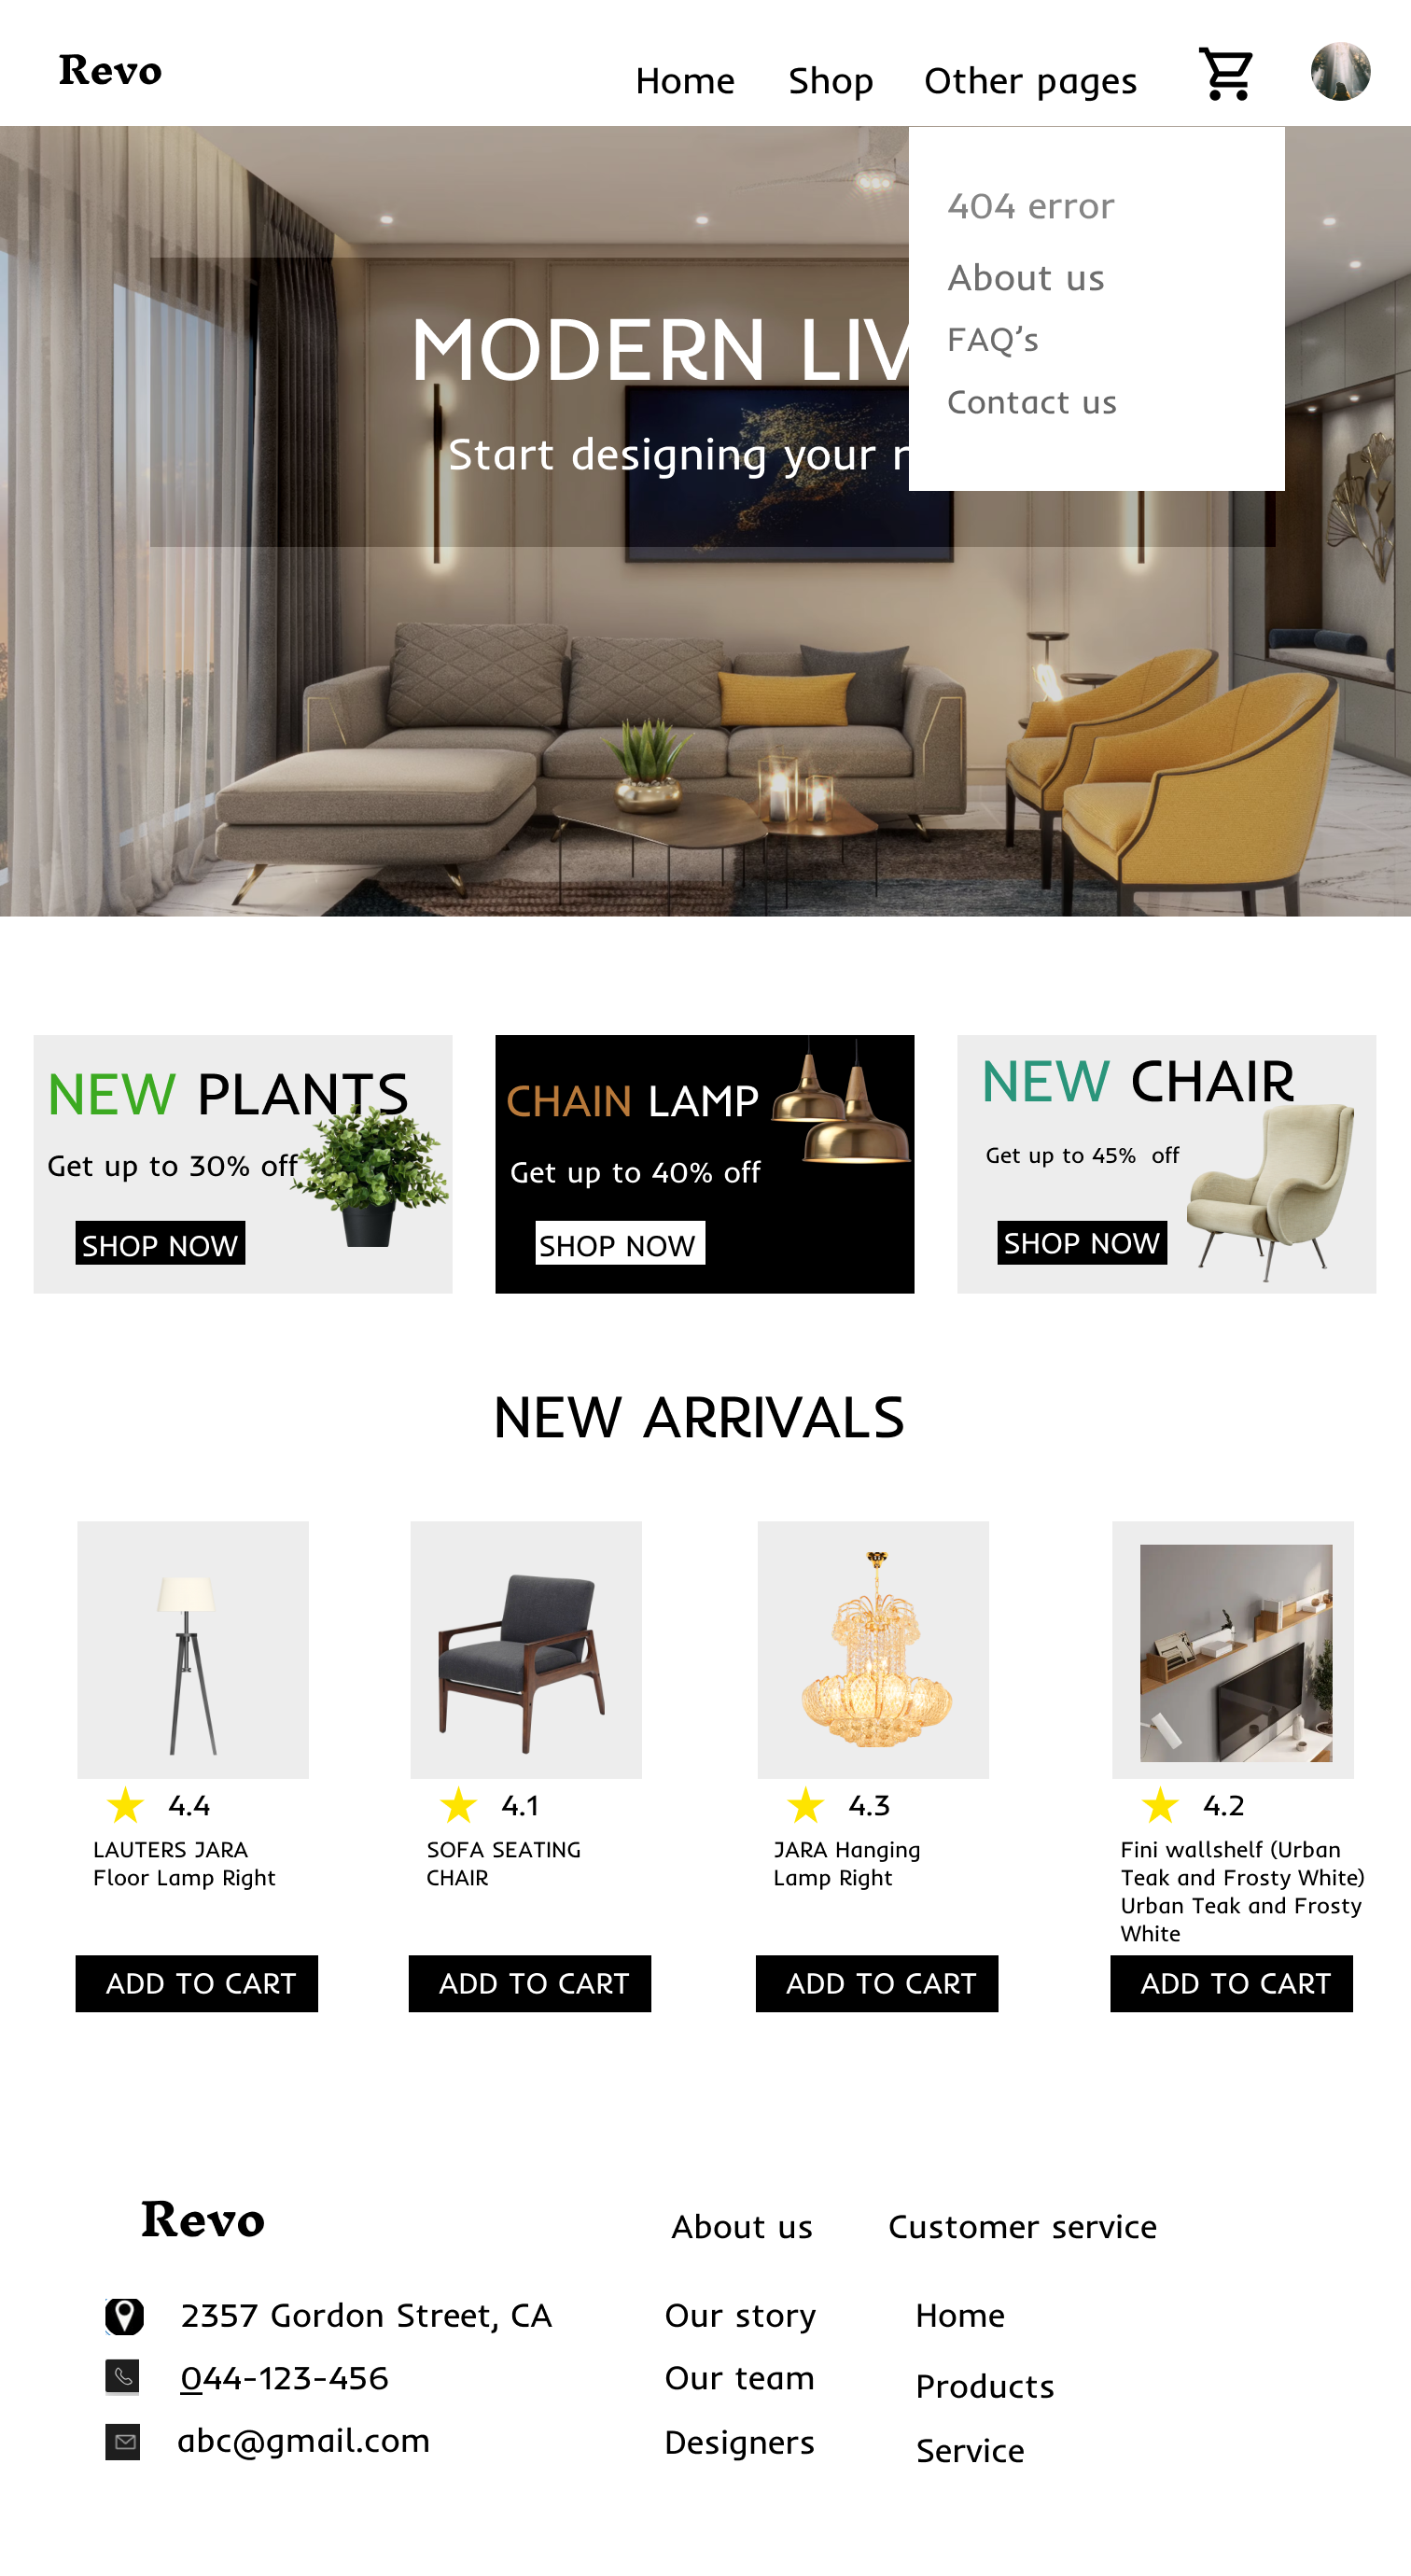 Revo
Home Shop Other pages
404 error
About us
FAQ's
Contact us
MODERN LIV
Start designing your
NEW PLANTS
Get up to 30% off
SHOP NOW
CHAIN LAMP
Get up to 40% off
SHOP NOW
NEW CHAIR
Get up to 45% off
SHOP NOW
NEW ARRIVALS
4.4
LAUTERS JARA
Floor Lamp Right
ADD TO CART
4.1
SOFA SEATING
CHAIR
ADD TO CART
4.3
JARA Hanging
Lamp Right
ADD TO CART
4.2
Fini wallshelf (Urban
Teak and Frosty White)
Urban Teak and Frosty
White
ADD TO CART
Revo
2357 Gordon Street, CA
044-123-456
abc@gmail.com
About us
Our story
Our team
Designers
Customer service
Home
Products
Service